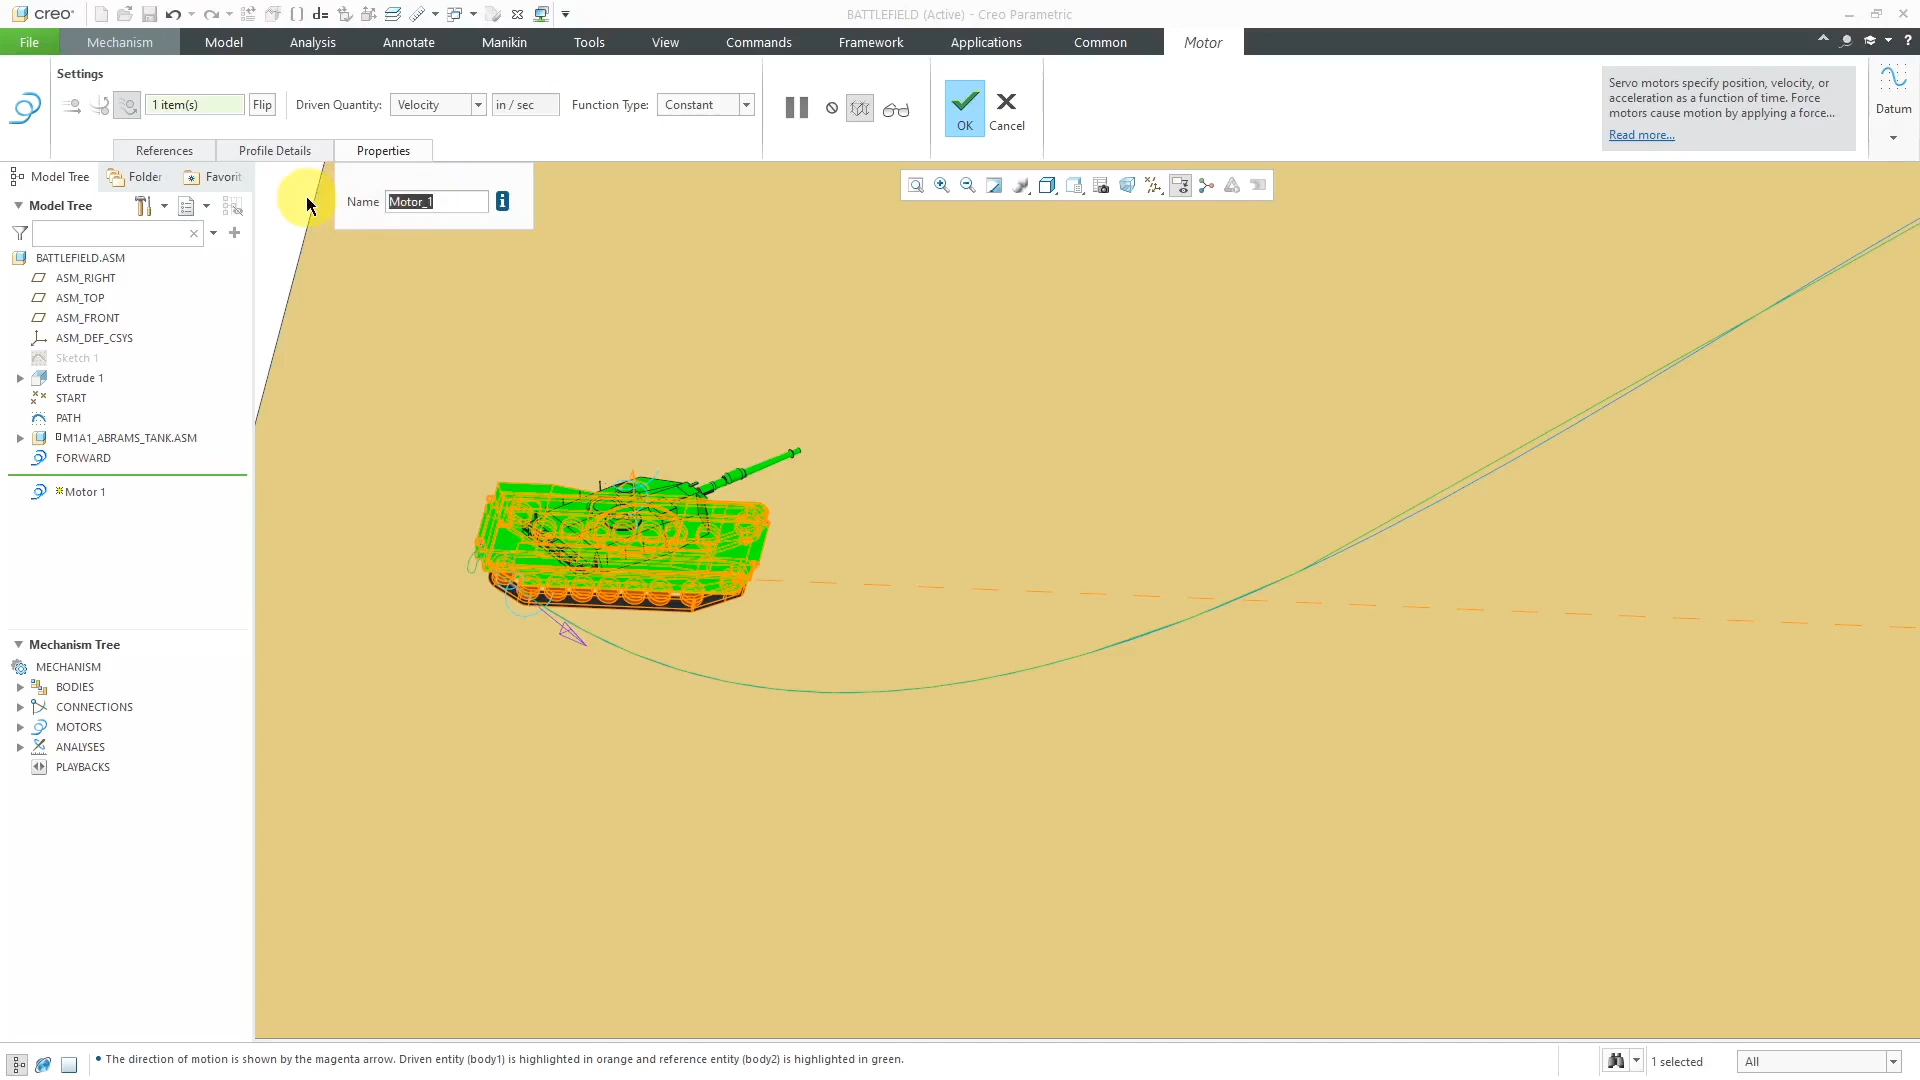 creo
d=
BATTLEFIELD (Active) - Creo Parametric
File Mechanism Model Analysis Annotate Manikin Tools View Commands Framework Applications Common Motor
Settings
1 item(s) Flip Driven Quantity: Velocity in / sec Function Type: Constant
OK Cancel
References Profile Details Properties
Servo motors specify position, velocity, or
acceleration as a function of time. Force
motors cause motion by applying a force...
Read more...
Datum
Model Tree Folder Favorit
Name Motor_1
Model Tree
BATTLEFIELD.ASM
ASM_RIGHT
ASM_TOP
ASM_FRONT
ASM_DEF_CSYS
Sketch 1
Extrude 1
START
PATH
M1A1_ABRAMS_TANK.ASM
FORWARD
Motor 1
Mechanism Tree
MECHANISM
BODIES
CONNECTIONS
MOTORS
ANALYSES
PLAYBACKS
The direction of motion is shown by the magenta arrow. Driven entity (body1) is highlighted in orange and reference entity (body2) is highlighted in green.
1 selected
All